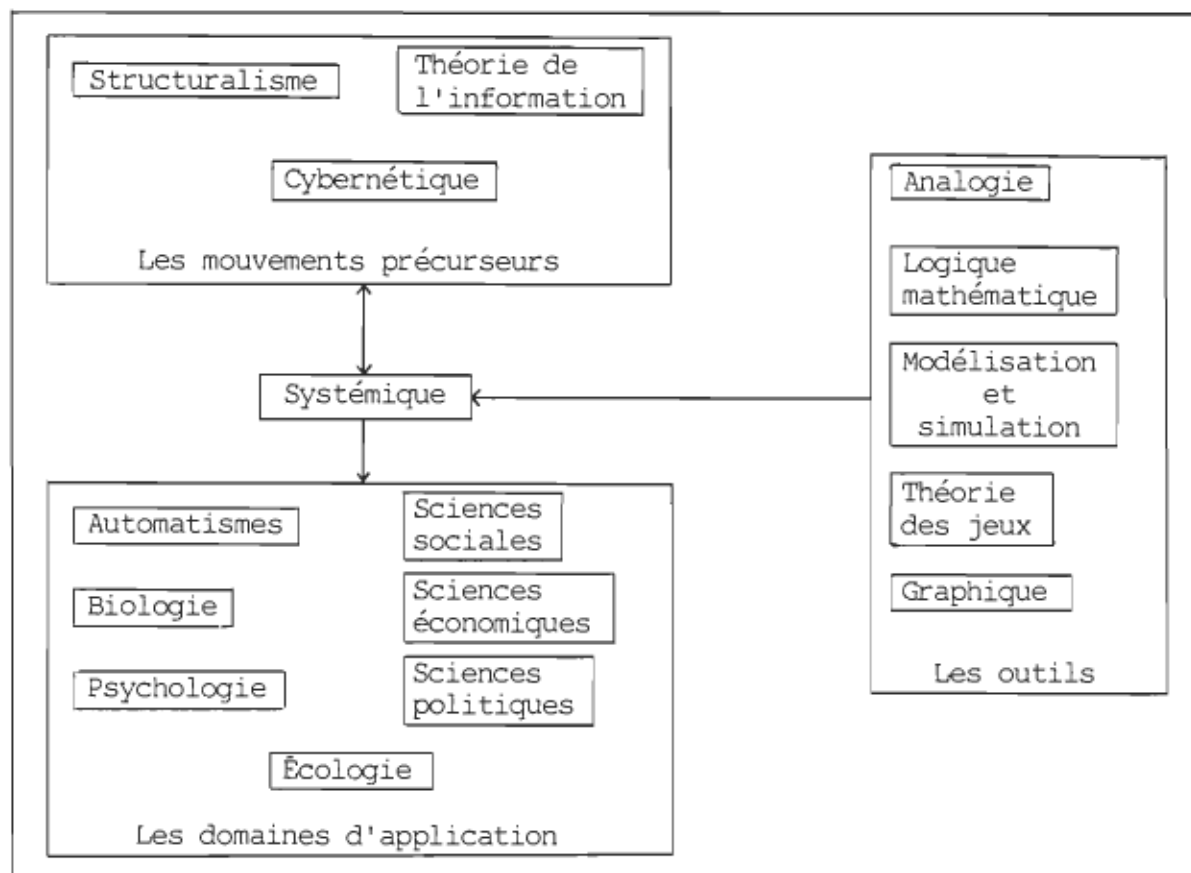 Structuralisme
Théorie de
l'information
Cybernétique
Les mouvements précurseurs
Systémique
Automatismes
Sciences
sociales
Biologie
Sciences
économiques
Psychologie
Sciences
politiques
Écologie
Les domaines d'application
Analogie
Logique
mathématique
Modélisation
et
simulation
Théorie
des jeux
Graphique
Les outils